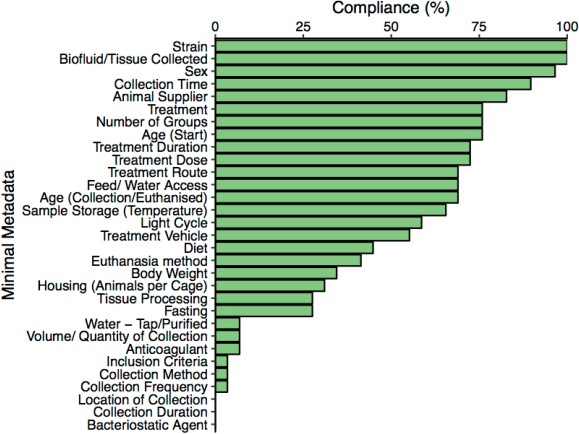 Compliance (%)
0 25 50 75 100
Minimal Metadata
Strain
Biofluid/Tissue Collected
Sex
Collection Time
Animal Supplier
Treatment
Number of Groups
Age (Start)
Treatment Duration
Treatment Dose
Treatment Route
Feed/ Water Access
Age (Collection/Euthanised)
Sample Storage (Temperature)
Light Cycle
Treatment Vehicle
Diet
Euthanasia method
Body Weight
Housing (Animals per Cage)
Tissue Processing
Fasting
Water – Tap/Purified
Volume/ Quantity of Collection
Anticoagulant
Inclusion Criteria
Collection Method
Collection Frequency
Location of Collection
Collection Duration
Bacteriostatic Agent